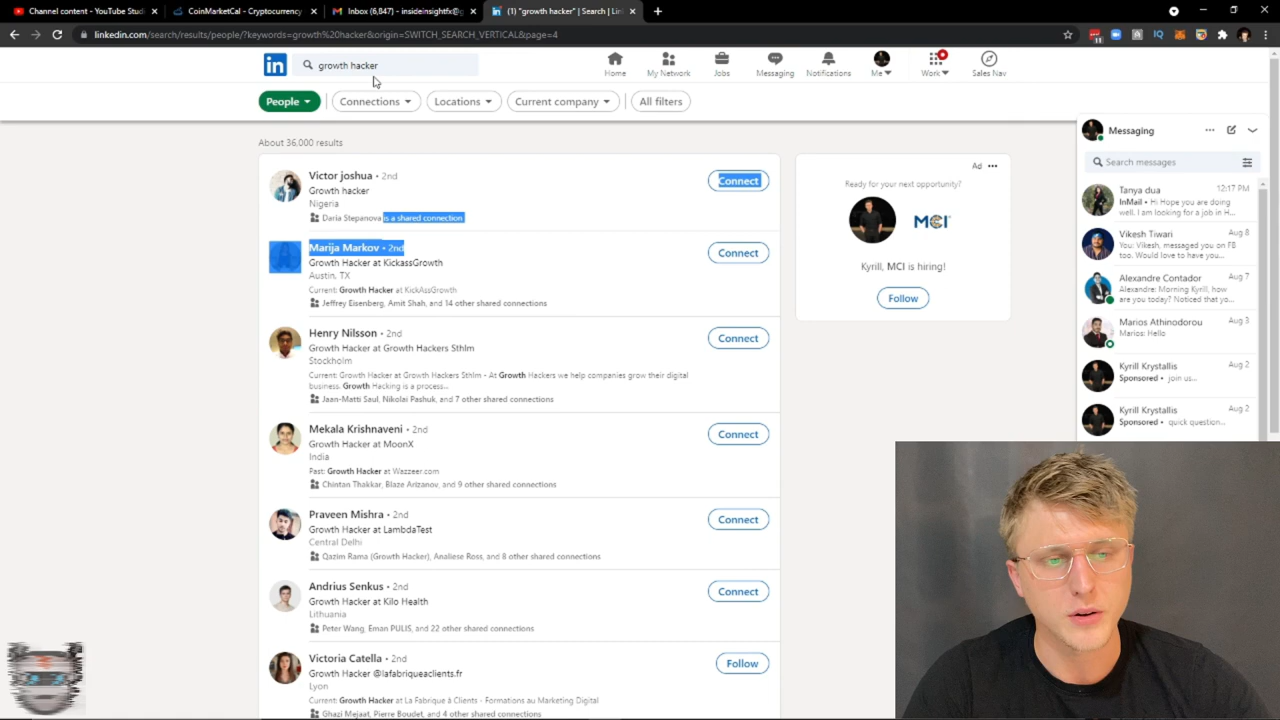 Channel content - YouTube Studi
CoinMarketCal - Cryptocurrency
Inbox (6,847) - insideinsightfx@g
(1) "growth hacker" | Search | Lin
linkedin.com/search/results/people/?keywords=growth%20hacker&origin=SWITCH_SEARCH_VERTICAL&page=4
11
IQ
in
growth hacker
Home
My Network
Jobs
Messaging
Notifications
Me
Work
Sales Nav
People
Connections
Locations
Current company
All filters
About 36,000 results
Victor joshua • 2nd
Growth hacker
Nigeria
Daria Stepanova is a shared connection
Connect
Marija Markov • 2nd
Growth Hacker at KickassGrowth
Austin, TX
Current: Growth Hacker at KickAssGrowth
Jeffrey Eisenberg, Amit Shah, and 14 other shared connections
Connect
Henry Nilsson • 2nd
Growth Hacker at Growth Hackers Sthlm
Stockholm
Current: Growth Hacker at Growth Hackers Sthlm - At Growth Hackers we help companies grow their digital
business. Growth Hacking is a process...
Jaan-Matti Saul, Nikolai Pashuk, and 7 other shared connections
Connect
Mekala Krishnaveni • 2nd
Growth Hacker at MoonX
India
Past: Growth Hacker at Wazzeer.com
Chintan Thakkar, Blaze Arizanov, and 9 other shared connections
Connect
Praveen Mishra • 2nd
Growth Hacker at LambdaTest
Central Delhi
Qazim Rama (Growth Hacker), Analiese Ross, and 8 other shared connections
Connect
Andrius Senkus • 2nd
Growth Hacker at Kilo Health
Lithuania
Peter Wang, Eman PULIS, and 22 other shared connections
Connect
Victoria Catella • 2nd
Growth Hacker @lafabriqueaclients.fr
Lyon
Current: Growth Hacker at La Fabrique à Clients - Formations au Marketing Digital
Ghazi Mejaat, Pierre Boudet, and 4 other shared connections
Follow
Ad
Ready for your next opportunity?
MCI
Kyrill, MCI is hiring!
Follow
Messaging
Search messages
Tanya dua
12:17 PM
InMail • Hi Hope you are doing
well. I am looking for a job in H...
Vikesh Tiwari
Aug 8
You: Vikesh, messaged you on FB
too. Would love to have you...
Alexandre Contador
Aug 7
Alexandre: Morning Kyrill, how
are you today? Noticed that yo...
Marios Athinodorou
Aug 3
Marios: Hello
Kyrill Krystallis
Aug 2
Sponsored • join us...
Kyrill Krystallis
Aug 2
Sponsored • quick question...